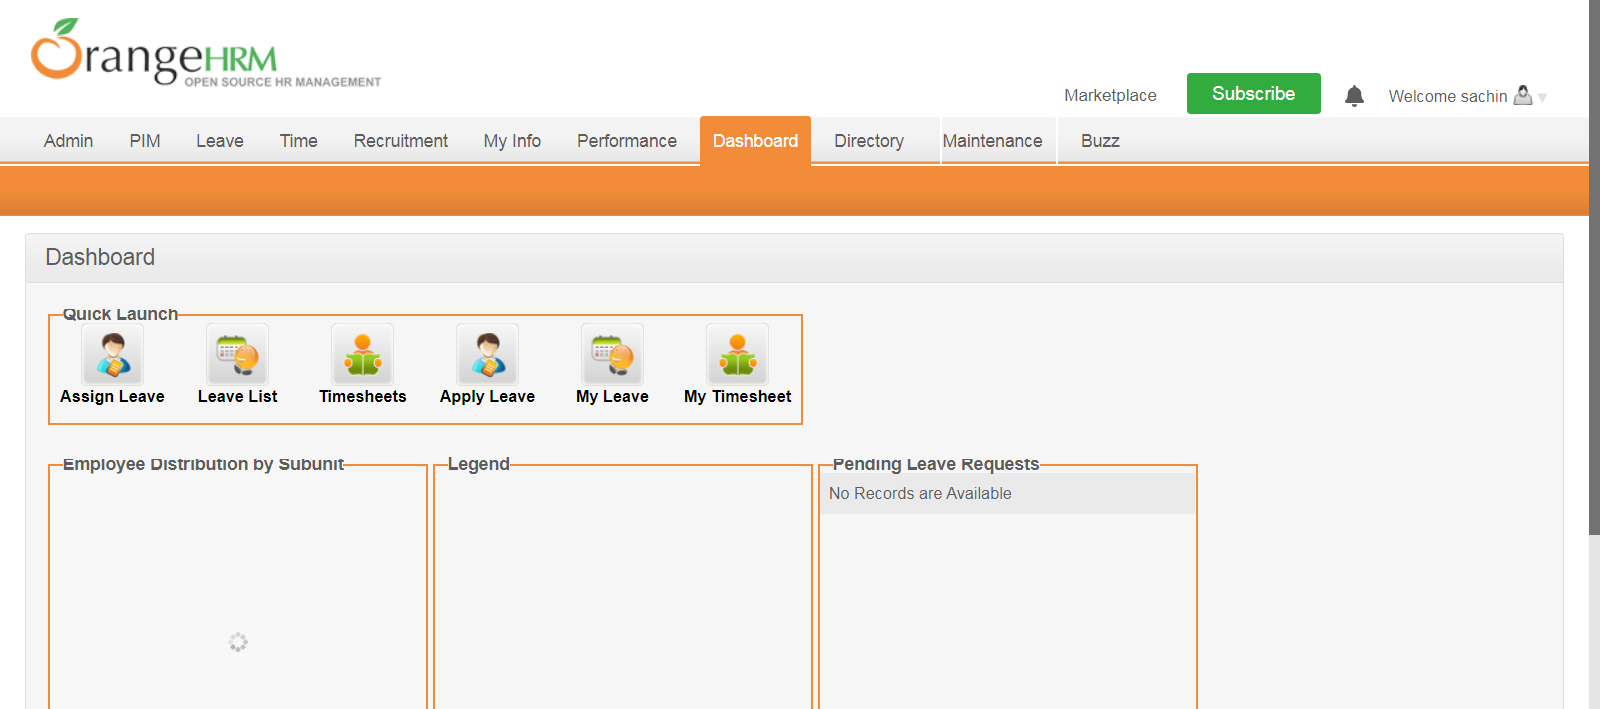 OrangeHRM
OPEN SOURCE HR MANAGEMENT
Marketplace
Subscribe
Welcome sachin
Admin
PIM
Leave
Time
Recruitment
My Info
Performance
Dashboard
Directory
Maintenance
Buzz
Dashboard
Quick Launch
Assign Leave
Leave List
Timesheets
Apply Leave
My Leave
My Timesheet
Employee Distribution by Subunit
Legend
Pending Leave Requests
No Records are Available